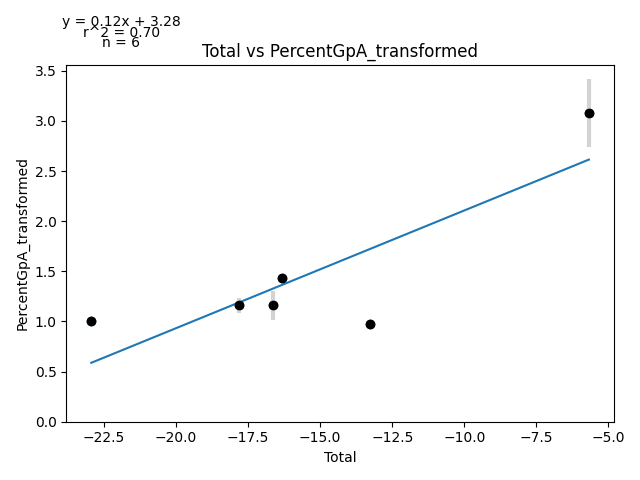 y = 0.12x + 3.28
r^2 = 0.70
n = 6
Total vs PercentGpA_transformed
PercentGpA_transformed
3.5
3.0
2.5
2.0
1.5
1.0
0.5
0.0
−22.5 −20.0 −17.5 −15.0 −12.5 −10.0 −7.5 −5.0
Total